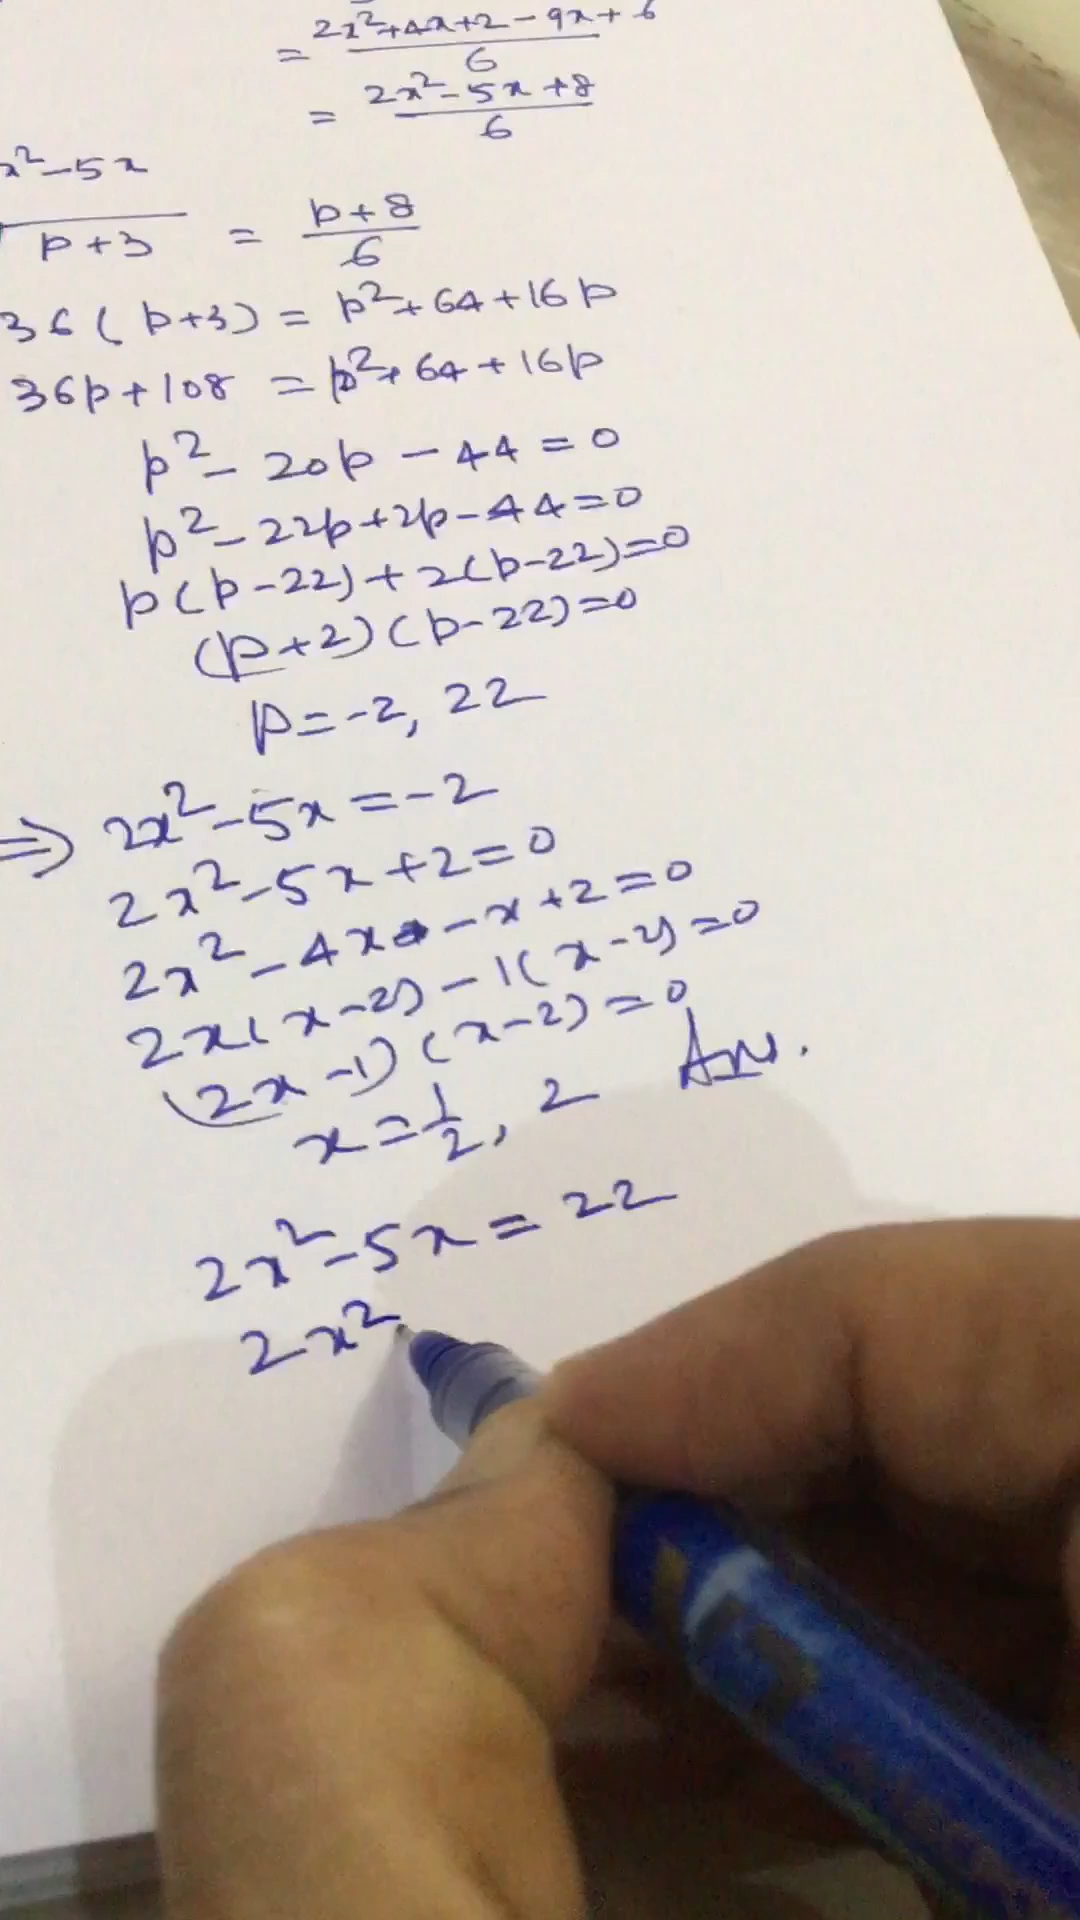 = 2x²+4x+2-9x+6 / 6
= 2x²-5x+8 / 6
x²-5x
p+3 = p+8 / 6
36(p+3) = p²+64+16p
36p+108 = p²+64+16p
p²-20p-44=0
p²-22p+2p-44=0
p(p-22)+2(p-22)=0
(p+2)(p-22)=0
p=-2, 22
⇒ 2x²-5x=-2
2x²-5x+2=0
2x²-4x-x+2=0
2x(x-2)-1(x-2)=0
(2x-1)(x-2)=0
x=1/2, 2 Ans.
2x²-5x=22
2x²